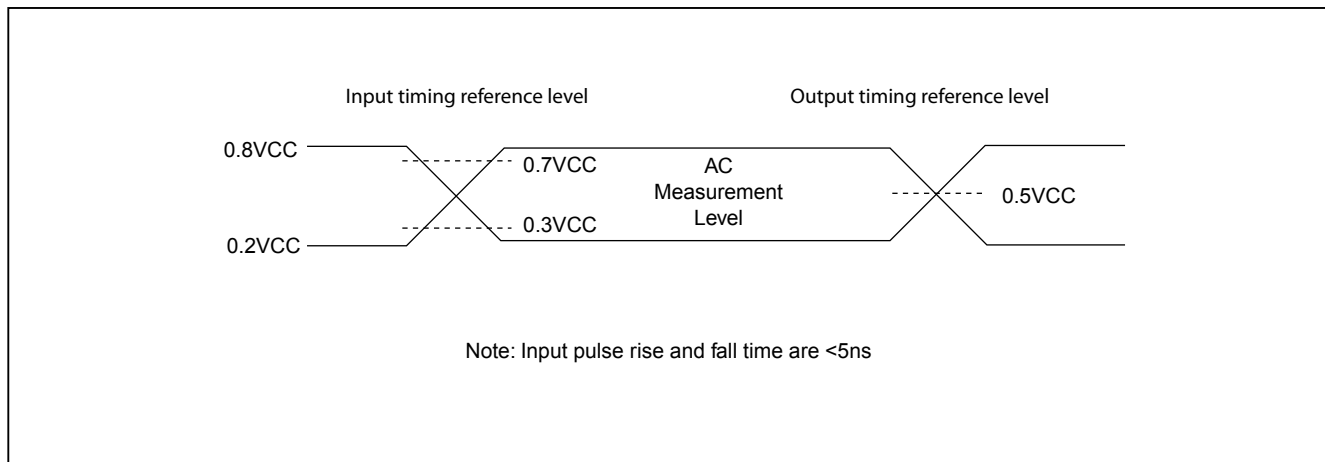 Input timing reference level
Output timing reference level
0.8VCC
0.7VCC
AC
Measurement
Level
0.5VCC
0.3VCC
0.2VCC
Note: Input pulse rise and fall time are <5ns